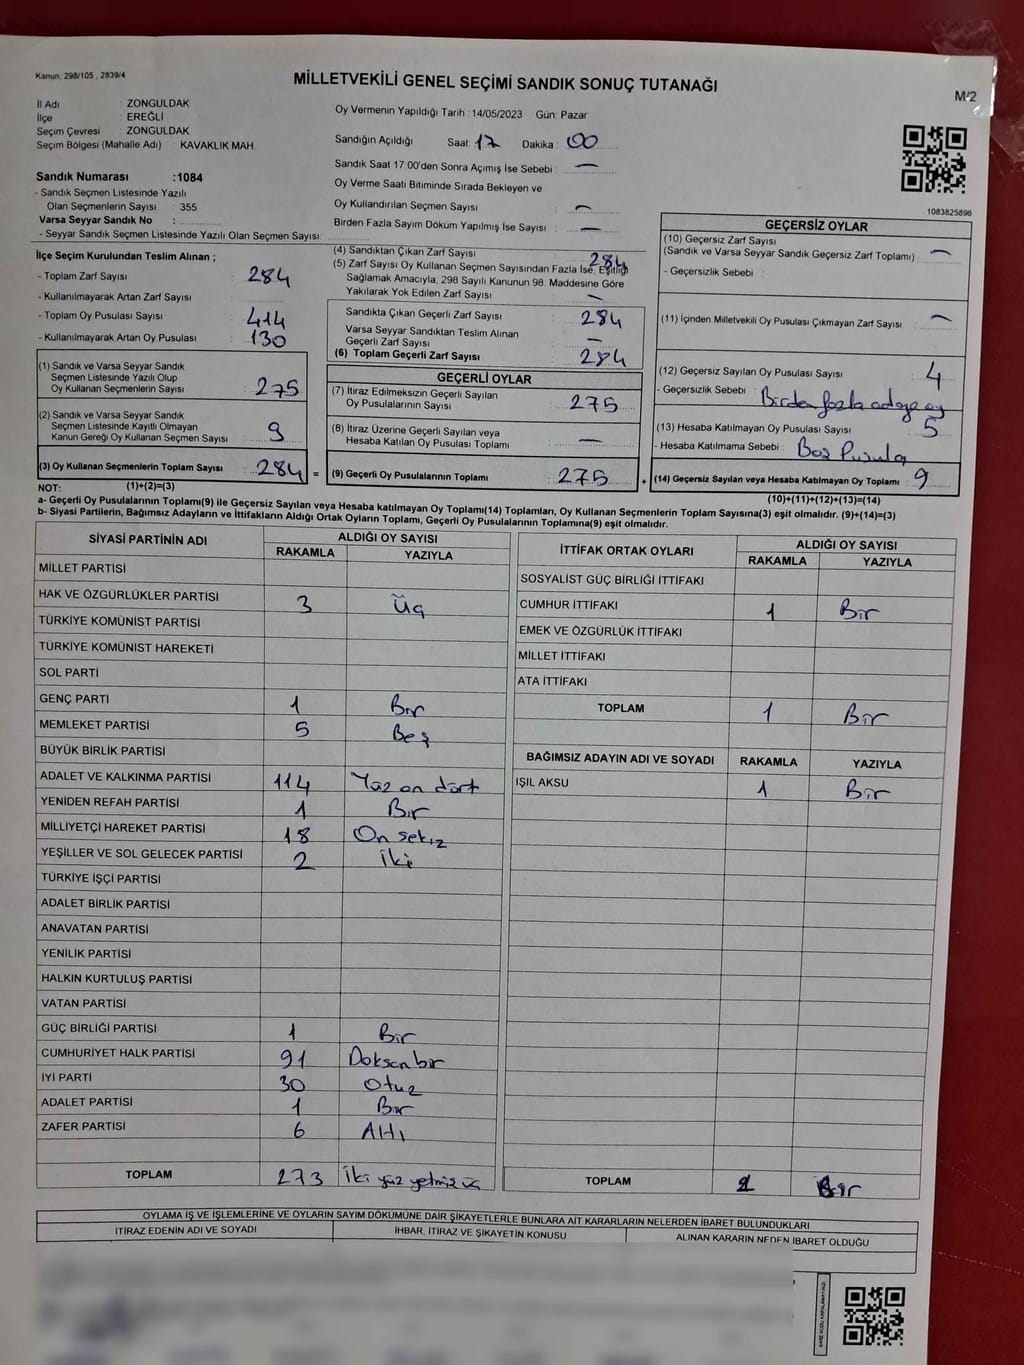 Kanun; 298/105 , 2839/4
MİLLETVEKİLİ GENEL SEÇİMİ SANDIK SONUÇ TUTANAĞI
M/2
İl Adı : ZONGULDAK
İlçe : EREĞLİ
Seçim Çevresi : ZONGULDAK
Seçim Bölgesi (Mahalle Adı) : KAVAKLIK MAH.
Sandık Numarası :1084
- Sandık Seçmen Listesinde Yazılı
Olan Seçmenlerin Sayısı : 355
Varsa Seyyar Sandık No :
- Seyyar Sandık Seçmen Listesinde Yazılı Olan Seçmen Sayısı:
Oy Vermenin Yapıldığı Tarih :14/05/2023 Gün: Pazar
Sandığın Açıldığı Saat: 17 Dakika : 00
Sandık Saat 17:00'den Sonra Açılmış İse Sebebi : —
Oy Verme Saati Bitiminde Sırada Bekleyen ve
Oy Kullandırılan Seçmen Sayısı : —
Birden Fazla Sayım Döküm Yapılmış İse Sayısı : —
1083825896
İlçe Seçim Kurulundan Teslim Alınan ;
- Toplam Zarf Sayısı : 284
- Kullanılmayarak Artan Zarf Sayısı :
- Toplam Oy Pusulası Sayısı : 414
- Kullanılmayarak Artan Oy Pusulası : 130
(4) Sandıktan Çıkan Zarf Sayısı : 284
(5) Zarf Sayısı Oy Kullanan Seçmen Sayısından Fazla İse, Eşitliği
Sağlamak Amacıyla, 298 Sayılı Kanunun 98. Maddesine Göre
Yakılarak Yok Edilen Zarf Sayısı : —
Sandıkta Çıkan Geçerli Zarf Sayısı : 284
Varsa Seyyar Sandıktan Teslim Alınan
Geçerli Zarf Sayısı : —
(6) Toplam Geçerli Zarf Sayısı : 284
GEÇERSİZ OYLAR
(10) Geçersiz Zarf Sayısı
(Sandık ve Varsa Seyyar Sandık Geçersiz Zarf Toplamı) : —
- Geçersizlik Sebebi :
(11) İçinden Milletvekili Oy Pusulası Çıkmayan Zarf Sayısı : —
(12) Geçersiz Sayılan Oy Pusulası Sayısı : 4
- Geçersizlik Sebebi : Birden fazla adaya oy
(13) Hesaba Katılmayan Oy Pusulası Sayısı : 5
- Hesaba Katılmama Sebebi : Boş Pusula
(14) Geçersiz Sayılan veya Hesaba Katılmayan Oy Toplamı : 9
(10)+(11)+(12)+(13)=(14)
(1) Sandık ve Varsa Seyyar Sandık
Seçmen Listesinde Yazılı Olup
Oy Kullanan Seçmenlerin Sayısı : 275
(2) Sandık ve Varsa Seyyar Sandık
Seçmen Listesinde Kayıtlı Olmayan
Kanun Gereği Oy Kullanan Seçmen Sayısı : 9
(3) Oy Kullanan Seçmenlerin Toplam Sayısı : 284 =
GEÇERLİ OYLAR
(7) İtiraz Edilmeksizin Geçerli Sayılan
Oy Pusulalarının Sayısı : 275
(8) İtiraz Üzerine Geçerli Sayılan veya
Hesaba Katılan Oy Pusulası Toplamı : —
(9) Geçerli Oy Pusulalarının Toplamı : 275 +
NOT: (1)+(2)=(3)
a- Geçerli Oy Pusulalarının Toplamı(9) ile Geçersiz Sayılan veya Hesaba katılmayan Oy Toplamı(14) Toplamları, Oy Kullanan Seçmenlerin Toplam Sayısına(3) eşit olmalıdır. (9)+(14)=(3)
b- Siyasi Partilerin, Bağımsız Adayların ve İttifakların Aldığı Ortak Oyların Toplamı, Geçerli Oy Pusulalarının Toplamına(9) eşit olmalıdır.
SİYASİ PARTİNİN ADI ALDIĞI OY SAYISI
RAKAMLA YAZIYLA
MİLLET PARTİSİ
HAK VE ÖZGÜRLÜKLER PARTİSİ 3 Üç
TÜRKİYE KOMÜNİST PARTİSİ
TÜRKİYE KOMÜNİST HAREKETİ
SOL PARTİ
GENÇ PARTİ 1 Bir
MEMLEKET PARTİSİ 5 Beş
BÜYÜK BİRLİK PARTİSİ
ADALET VE KALKINMA PARTİSİ 114 Yüz on dört
YENİDEN REFAH PARTİSİ 1 Bir
MİLLİYETÇİ HAREKET PARTİSİ 18 On sekiz
YEŞİLLER VE SOL GELECEK PARTİSİ 2 İki
TÜRKİYE İŞÇİ PARTİSİ
ADALET BİRLİK PARTİSİ
ANAVATAN PARTİSİ
YENİLİK PARTİSİ
HALKIN KURTULUŞ PARTİSİ
VATAN PARTİSİ
GÜÇ BİRLİĞİ PARTİSİ 1 Bir
CUMHURİYET HALK PARTİSİ 91 Doksan bir
İYİ PARTİ 30 Otuz
ADALET PARTİSİ 1 Bir
ZAFER PARTİSİ 6 Altı
TOPLAM 273 İki yüz yetmiş üç
İTTİFAK ORTAK OYLARI ALDIĞI OY SAYISI
RAKAMLA YAZIYLA
SOSYALİST GÜÇ BİRLİĞİ İTTİFAKI
CUMHUR İTTİFAKI 1 Bir
EMEK VE ÖZGÜRLÜK İTTİFAKI
MİLLET İTTİFAKI
ATA İTTİFAKI
TOPLAM 1 Bir
BAĞIMSIZ ADAYIN ADI VE SOYADI RAKAMLA YAZIYLA
IŞIL AKSU 1 Bir
TOPLAM 1 Bir
OYLAMA İŞ VE İŞLEMLERİNE VE OYLARIN SAYIM DÖKÜMÜNE DAİR ŞİKAYETLERLE BUNLARA AİT KARARLARIN NELERDEN İBARET BULUNDUKLARI
İTİRAZ EDENİN ADI VE SOYADI İHBAR, İTİRAZ VE ŞİKAYETİN KONUSU ALINAN KARARIN NEDEN İBARET OLDUĞU